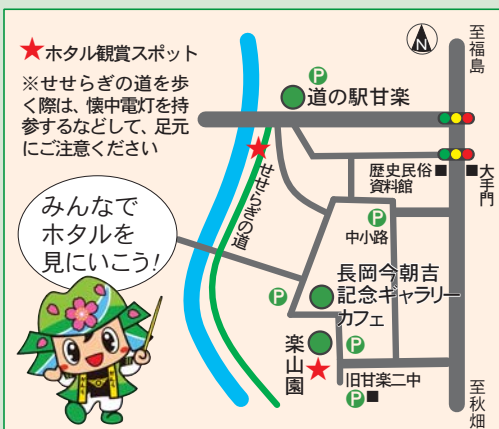 ★ホタル観賞スポット
※せせらぎの道を歩
く際は、懐中電灯を持
参するなどして、足元
にご注意ください
N
至福島
P
道の駅甘楽
せせらぎの道
歴史民俗
資料館
大手門
みんなで
ホタルを
見にいこう!
P
中小路
長岡今朝吉
記念ギャラリー
カフェ
P
楽山園
P
旧甘楽二中
P
至秋畑